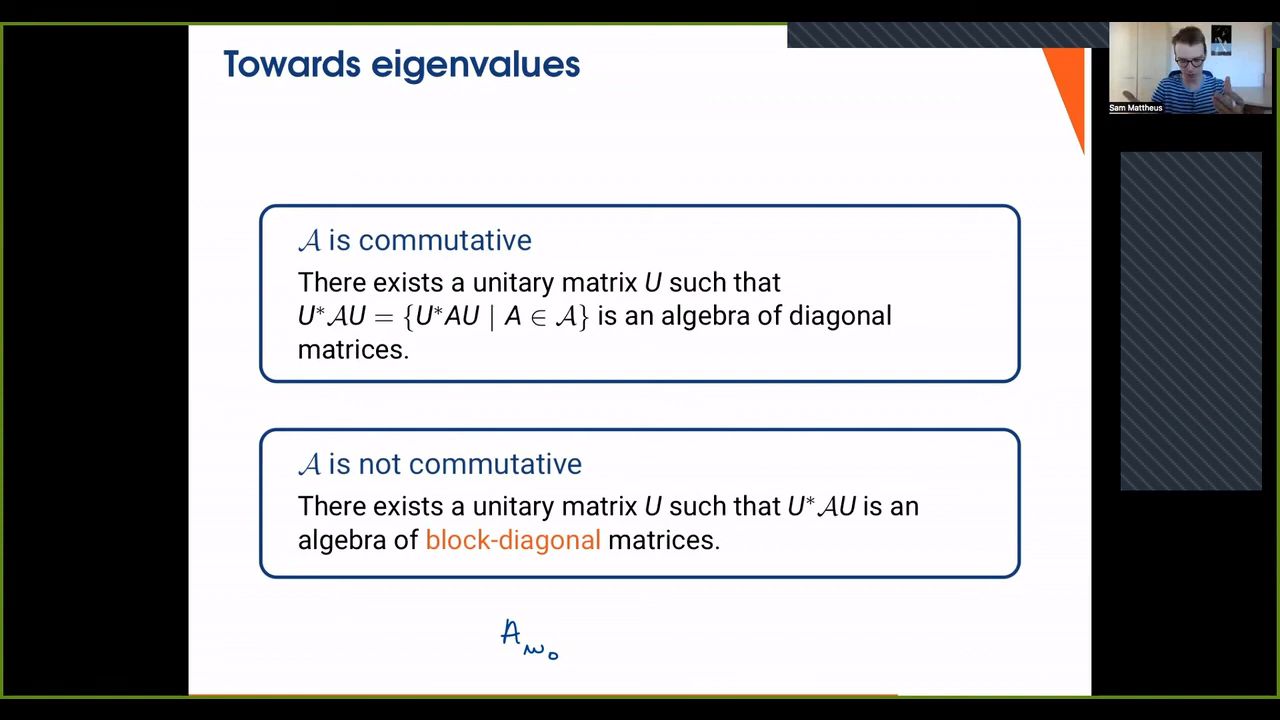 Towards eigenvalues
Sam Mattheus
𝒜 is commutative
There exists a unitary matrix U such that
U*𝒜U = {U*AU | A ∈ 𝒜} is an algebra of diagonal
matrices.
𝒜 is not commutative
There exists a unitary matrix U such that U*𝒜U is an
algebra of block-diagonal matrices.
A_{w_0}